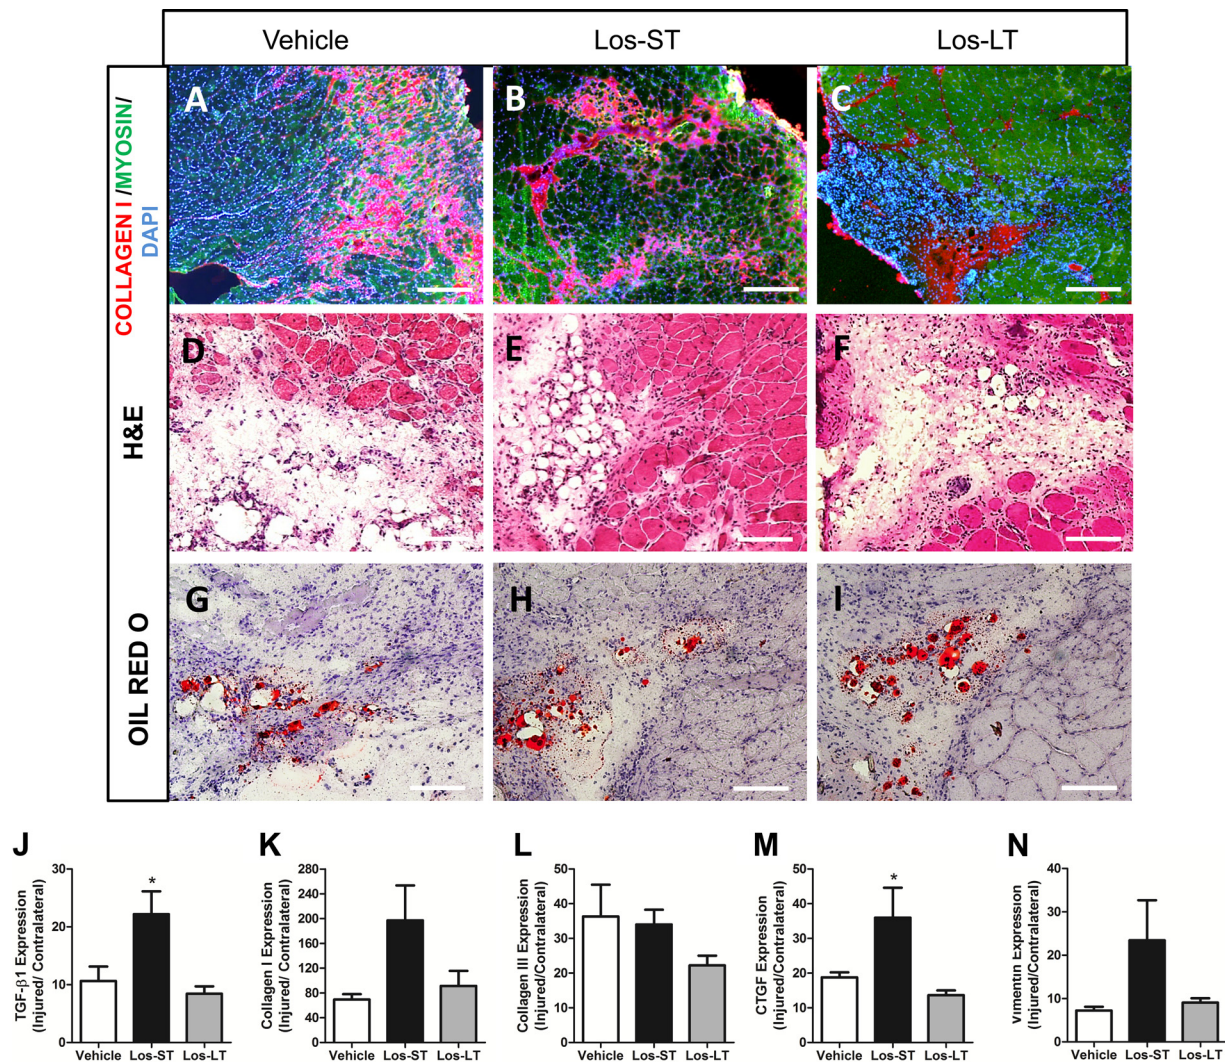 Vehicle Los-ST Los-LT
COLLAGEN I /MYOSIN/
DAPI
H&E
OIL RED O
A B C
D E F
G H I
J
TGF-β1 Expression
(Injured/ Contralateral)
30
20
10
0
*
Vehicle Los-ST Los-LT
K
Collagen I Expression
(Injured/ Contralateral)
280
240
200
160
120
80
40
0
Vehicle Los-ST Los-LT
L
Collagen III Expression
(Injured/Contralateral)
50
40
30
20
10
0
Vehicle Los-ST Los-LT
M
CTGF Expression
(Injured/Contralateral)
50
40
30
20
10
0
*
Vehicle Los-ST Los-LT
N
Vimentin Expression
(Injured/Contralateral)
40
30
20
10
0
Vehicle Los-ST Los-LT